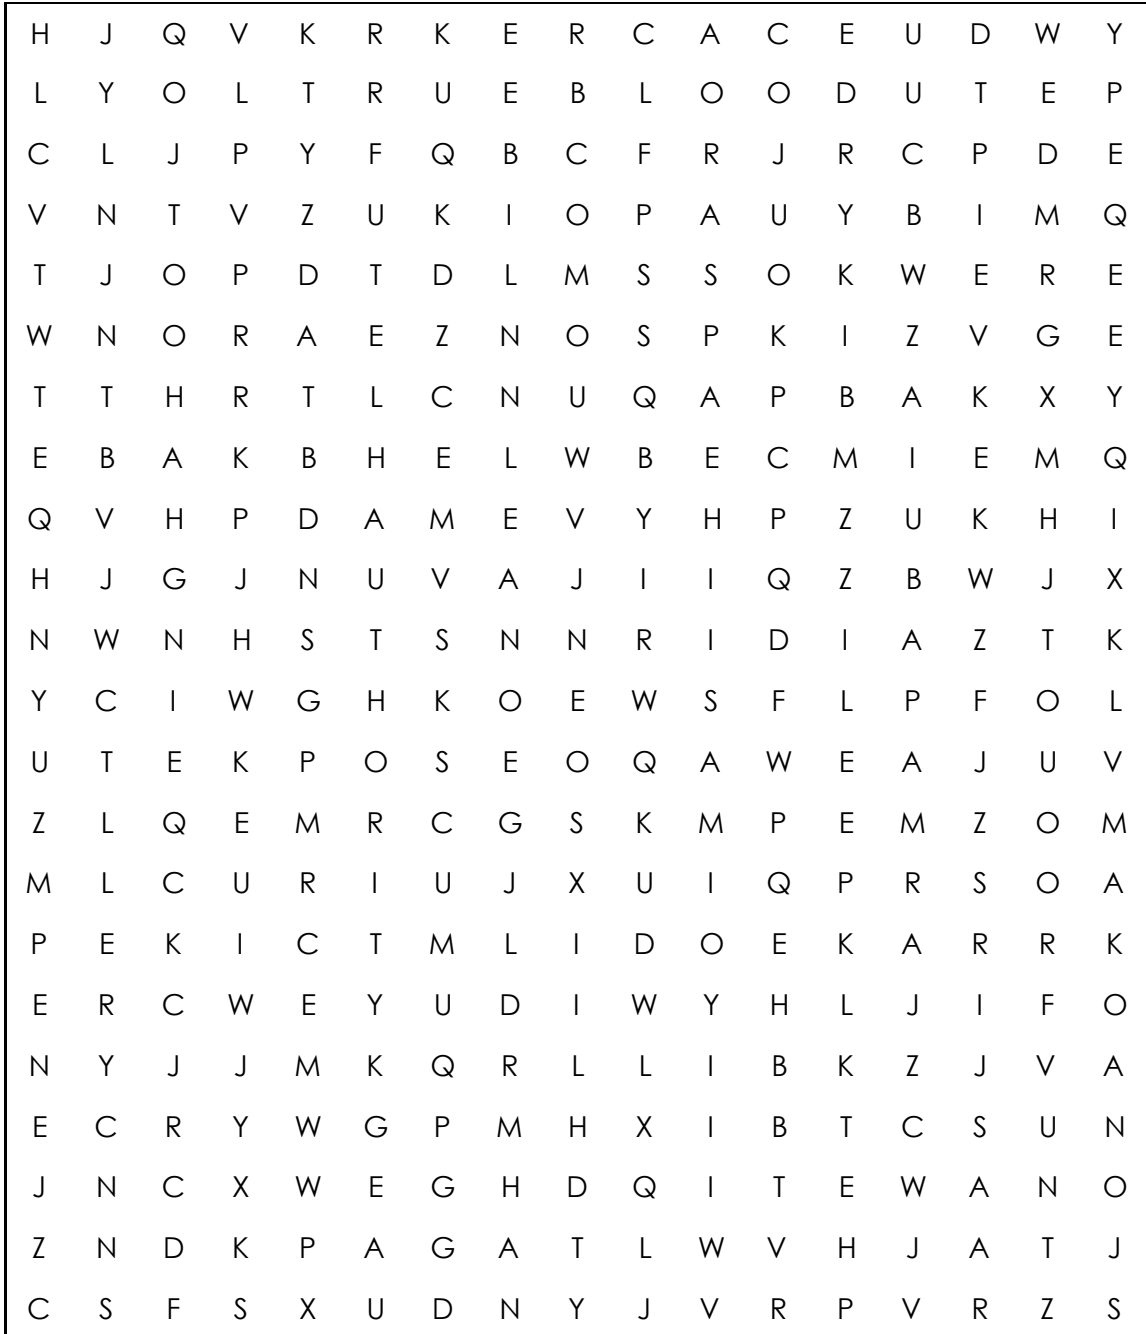 H J Q V K R K E R C A C E U D W Y
L Y O L T R U E B L O O D U T E P
C L J P Y F Q B C F R J R C P D E
V N T V Z U K I O P A U Y B I M Q
T J O P D T D L M S S O K W E R E
W N O R A E Z N O S P K I Z V G E
T T H R T L C N U Q A P B A K X Y
E B A K B H E L W B E C M I E M Q
Q V H P D A M E V Y H P Z U K H I
H J G J N U V A J I I Q Z B W J X
N W N H S T S N N R I D I A Z T K
Y C I W G H K O E W S F L P F O L
U T E K P O S E O Q A W E A J U V
Z L Q E M R C G S K M P E M Z O M
M L C U R I U J X U I Q P R S O A
P E K I C T M L I D O E K A R R K
E R C W E Y U D I W Y H L J I F O
N Y J J M K Q R L L I B K Z J V A
E C R Y W G P M H X I B T C S U N
J N C X W E G H D Q I T E W A N O
Z N D K P A G A T L W V H J A T J
C S F S X U D N Y J V R P V R Z S